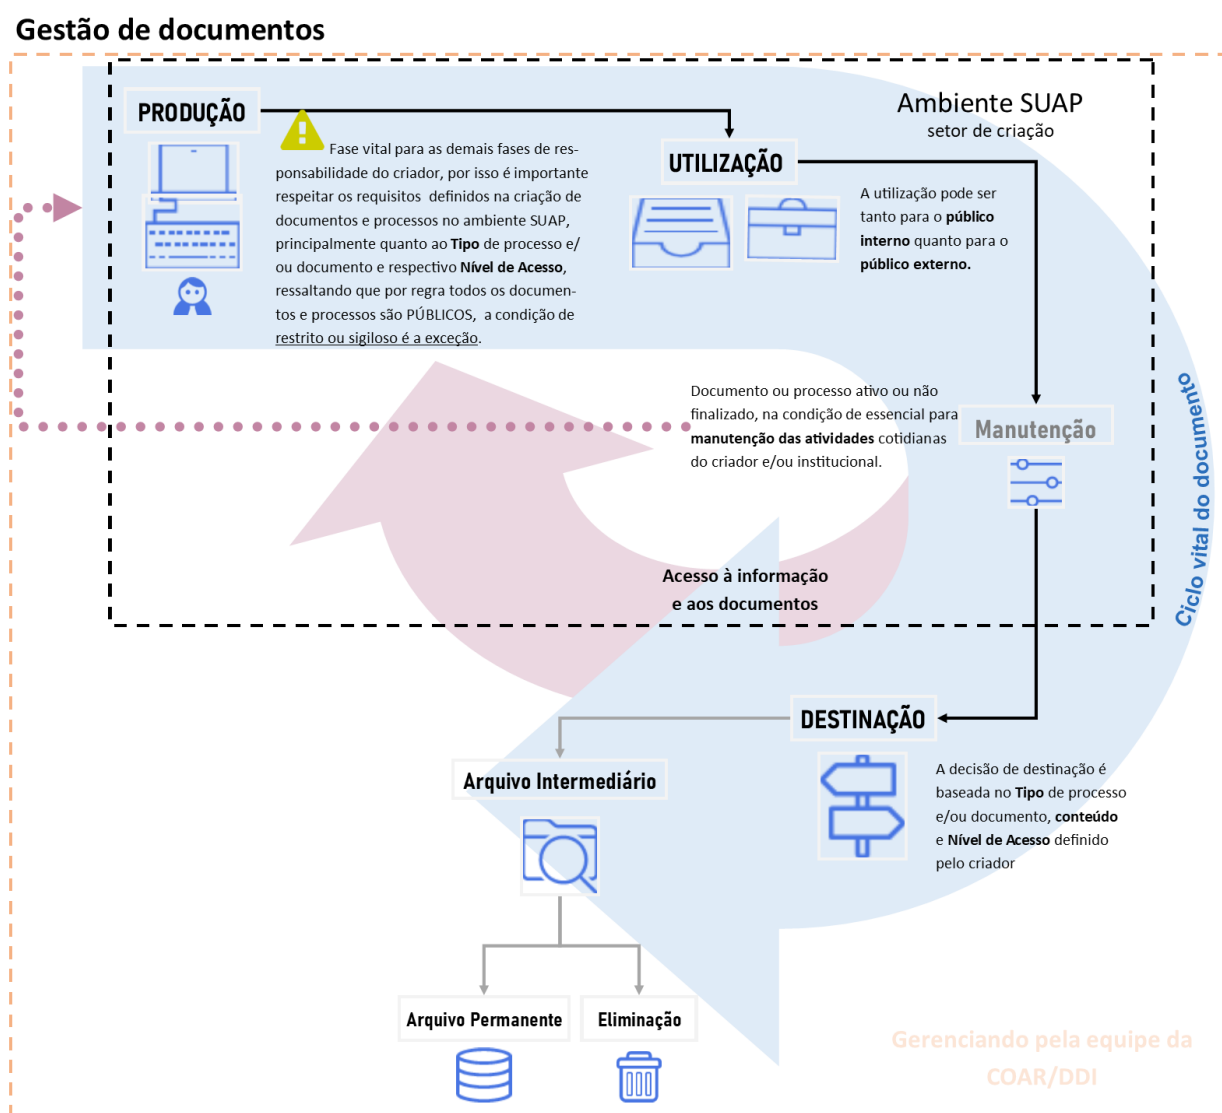 Gestão de documentos
PRODUÇÃO
Fase vital para as demais fases de res-
ponsabilidade do criador, por isso é importante
respeitar os requisitos definidos na criação de
documentos e processos no ambiente SUAP,
principalmente quanto ao Tipo de processo e/
ou documento e respectivo Nível de Acesso,
ressaltando que por regra todos os documen-
tos e processos são PÚBLICOS, a condição de
restrito ou sigiloso é a exceção.
Ambiente SUAP
setor de criação
UTILIZAÇÃO
A utilização pode ser
tanto para o público
interno quanto para o
público externo.
Documento ou processo ativo ou não
finalizado, na condição de essencial para
manutenção das atividades cotidianas
do criador e/ou institucional.
Manutenção
Ciclo vital do documento
Acesso à informação
e aos documentos
DESTINAÇÃO
A decisão de destinação é
baseada no Tipo de processo
e/ou documento, conteúdo
e Nível de Acesso definido
pelo criador
Arquivo Intermediário
Arquivo Permanente
Eliminação
Gerenciando pela equipe da
COAR/DDI